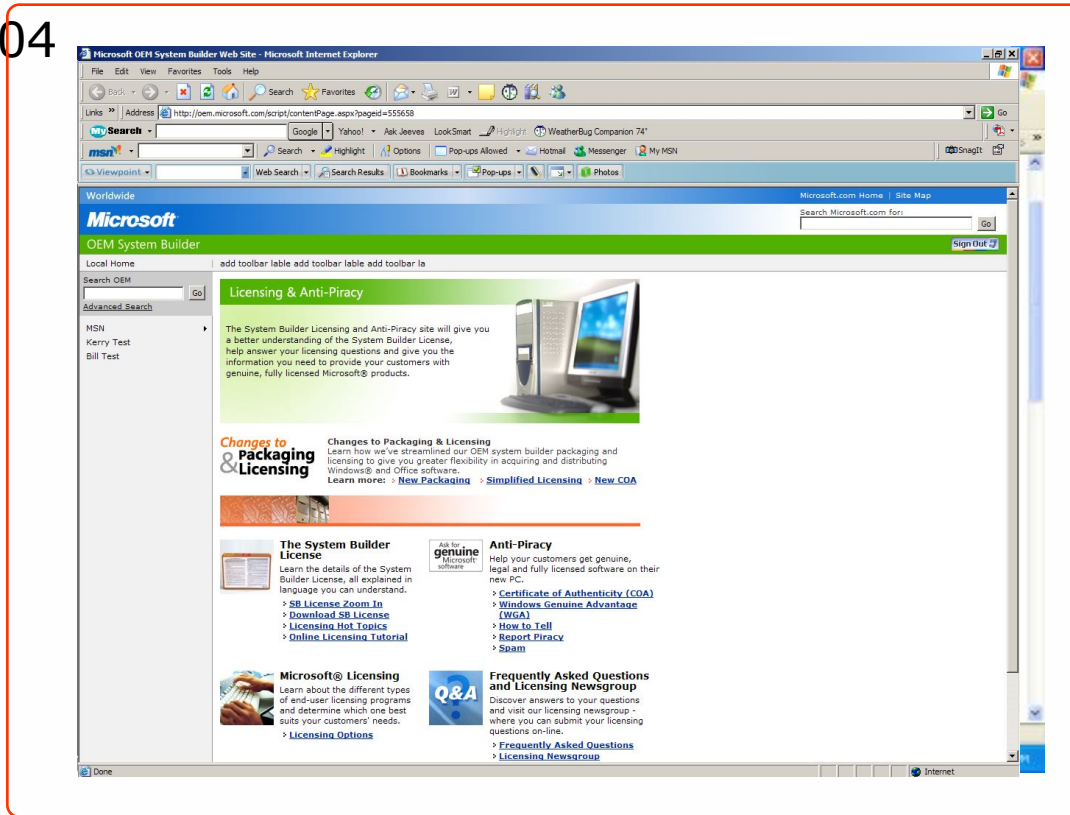 04
Microsoft OEM System Builder Web Site - Microsoft Internet Explorer
File Edit View Favorites Tools Help
Back Search Favorites
Links » Address http://oem.microsoft.com/script/contentPage.aspx?pageid=555658 Go
My Search Google Yahoo! Ask Jeeves LookSmart Highlight WeatherBug Companion 74°
msn Search Highlight Options Pop-ups Allowed Hotmail Messenger My MSN SnagIt
Viewpoint Web Search Search Results Bookmarks Pop-ups Photos
Worldwide Microsoft.com Home | Site Map
Microsoft Search Microsoft.com for:
Go
OEM System Builder Sign Out
Local Home | add toolbar lable add toolbar lable add toolbar la
Search OEM
Go
Advanced Search
MSN
Kerry Test
Bill Test
Licensing & Anti-Piracy
The System Builder Licensing and Anti-Piracy site will give you
a better understanding of the System Builder License,
help answer your licensing questions and give you the
information you need to provide your customers with
genuine, fully licensed Microsoft® products.
Changes to
Packaging
&Licensing
Changes to Packaging & Licensing
Learn how we've streamlined our OEM system builder packaging and
licensing to give you greater flexibility in acquiring and distributing
Windows® and Office software.
Learn more: › New Packaging › Simplified Licensing › New COA
The System Builder
License
Learn the details of the System
Builder License, all explained in
language you can understand.
› SB License Zoom In
› Download SB License
› Licensing Hot Topics
› Online Licensing Tutorial
Ask for
genuine
Microsoft
software
Anti-Piracy
Help your customers get genuine,
legal and fully licensed software on their
new PC.
› Certificate of Authenticity (COA)
› Windows Genuine Advantage
(WGA)
› How to Tell
› Report Piracy
› Spam
Microsoft® Licensing
Learn about the different types
of end-user licensing programs
and determine which one best
suits your customers' needs.
› Licensing Options
Q&A
Frequently Asked Questions
and Licensing Newsgroup
Discover answers to your questions
and visit our licensing newsgroup -
where you can submit your licensing
questions on-line.
› Frequently Asked Questions
› Licensing Newsgroup
Done Internet